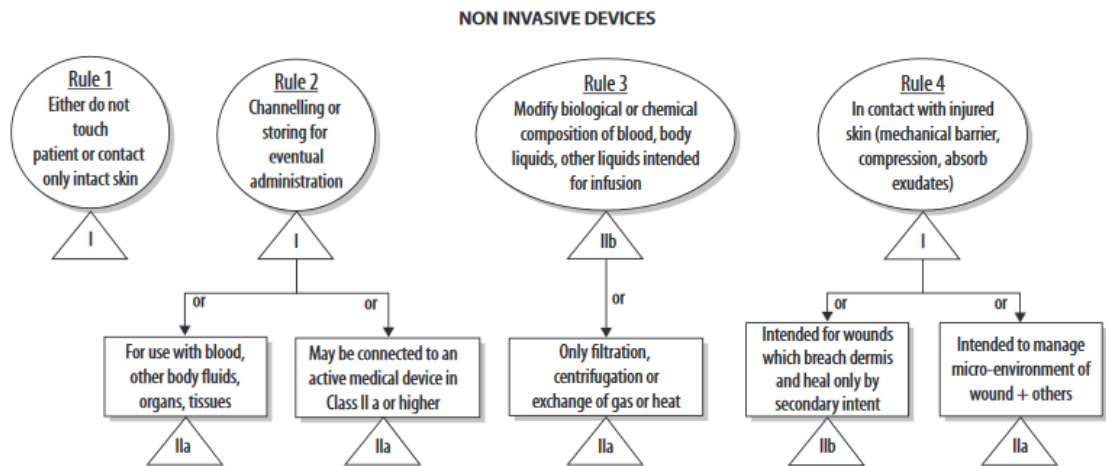 NON INVASIVE DEVICES
Rule 1
Either do not
touch
patient or contact
only intact skin
I
Rule 2
Channelling or
storing for
eventual
administration
I
or
For use with blood,
other body fluids,
organs, tissues
IIa
or
May be connected to an
active medical device in
Class II a or higher
IIa
Rule 3
Modify biological or chemical
composition of blood, body
liquids, other liquids intended
for infusion
IIb
or
Only filtration,
centrifugation or
exchange of gas or heat
IIa
Rule 4
In contact with injured
skin (mechanical barrier,
compression, absorb
exudates)
I
or
Intended for wounds
which breach dermis
and heal only by
secondary intent
IIb
or
Intended to manage
micro-environment of
wound + others
IIa